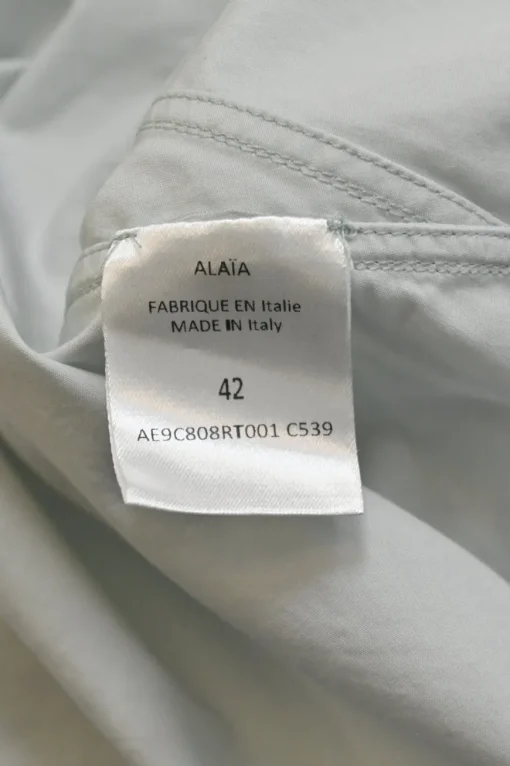 ALAÏA
FABRIQUE EN Italie
MADE IN Italy
42
AE9C808RT001 C539